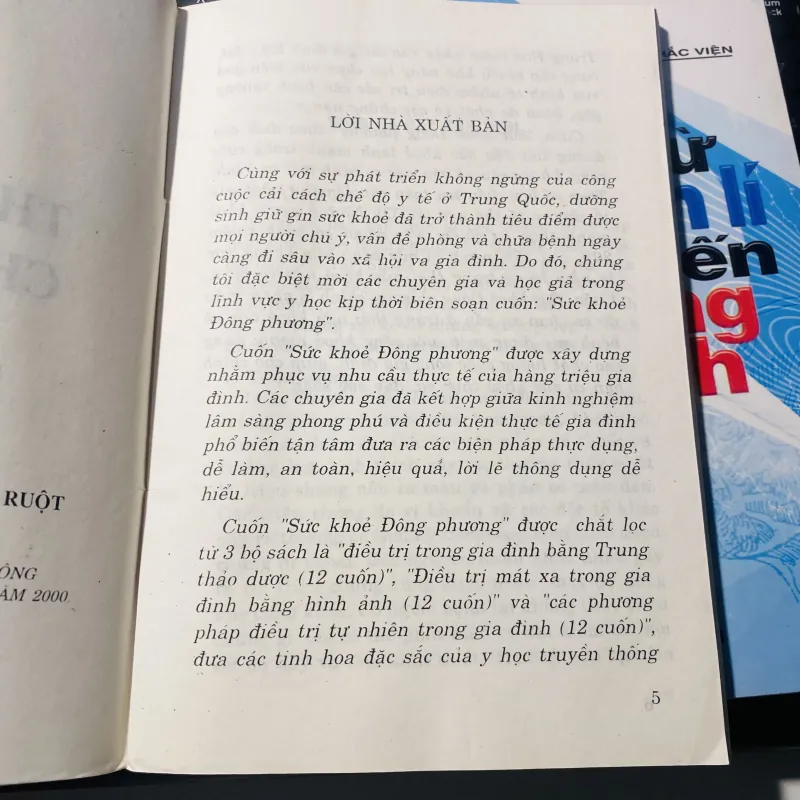 LỜI NHÀ XUẤT BẢN
Cùng với sự phát triển không ngừng của công
cuộc cải cách chế độ y tế ở Trung Quốc, dưỡng
sinh giữ gìn sức khoẻ đã trở thành tiêu điểm được
mọi người chú ý, vấn đề phòng và chữa bệnh ngày
càng đi sâu vào xã hội va gia đình. Do đó, chúng
tôi đặc biệt mời các chuyên gia và học giả trong
lĩnh vực y học kịp thời biên soạn cuốn: "Sức khoẻ
Đông phương".
Cuốn "Sức khoẻ Đông phương" được xây dựng
nhằm phục vụ nhu cầu thực tế của hàng triệu gia
đình. Các chuyên gia đã kết hợp giữa kinh nghiệm
lâm sàng phong phú và điều kiện thực tế gia đình
phổ biến tận tâm đưa ra các biện pháp thực dụng,
dễ làm, an toàn, hiệu quả, lời lẽ thông dụng dễ
hiểu.
Cuốn "Sức khoẻ Đông phương" được chắt lọc
từ 3 bộ sách là "điều trị trong gia đình bằng Trung
thảo dược (12 cuốn)", "Điều trị mát xa trong gia
đình bằng hình ảnh (12 cuốn)" và "các phương
pháp điều trị tự nhiên trong gia đình (12 cuốn)",
đưa các tinh hoa đặc sắc của y học truyền thống
5
RUỘT
ÔNG
ĂM 2000
ẮC VIỆN
lí